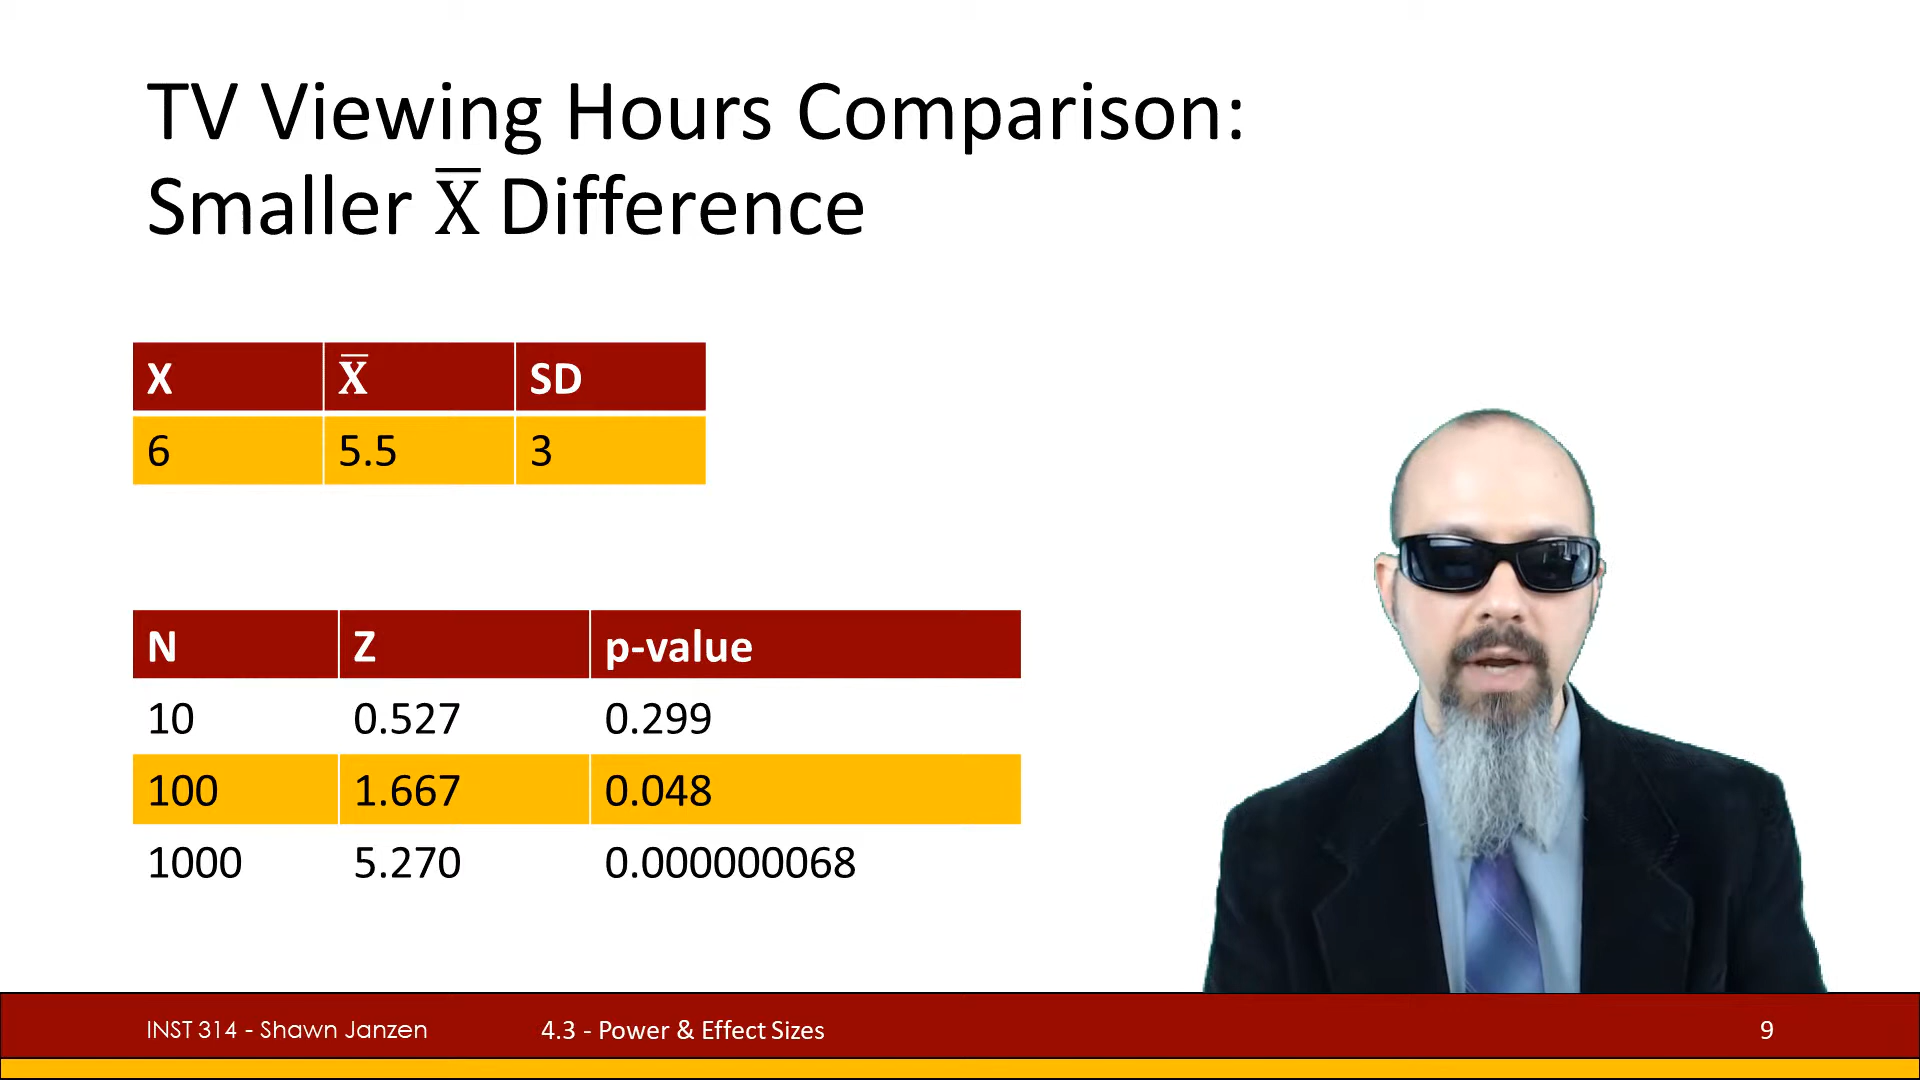 TV Viewing Hours Comparison:
Smaller X̅ Difference
X X̅ SD
6 5.5 3
N Z p-value
10 0.527 0.299
100 1.667 0.048
1000 5.270 0.000000068
INST 314 - Shawn Janzen 4.3 - Power & Effect Sizes 9